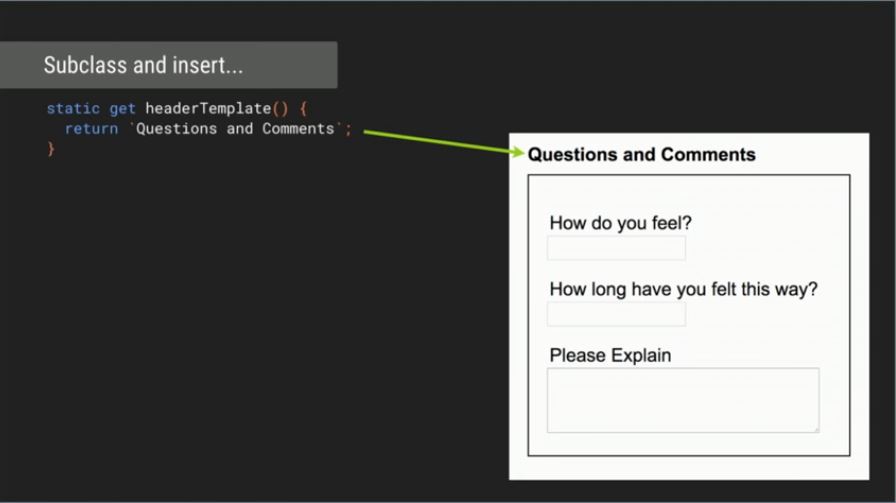 Subclass and insert...
static get headerTemplate() {
return `Questions and Comments`;
}
Questions and Comments
How do you feel?
How long have you felt this way?
Please Explain